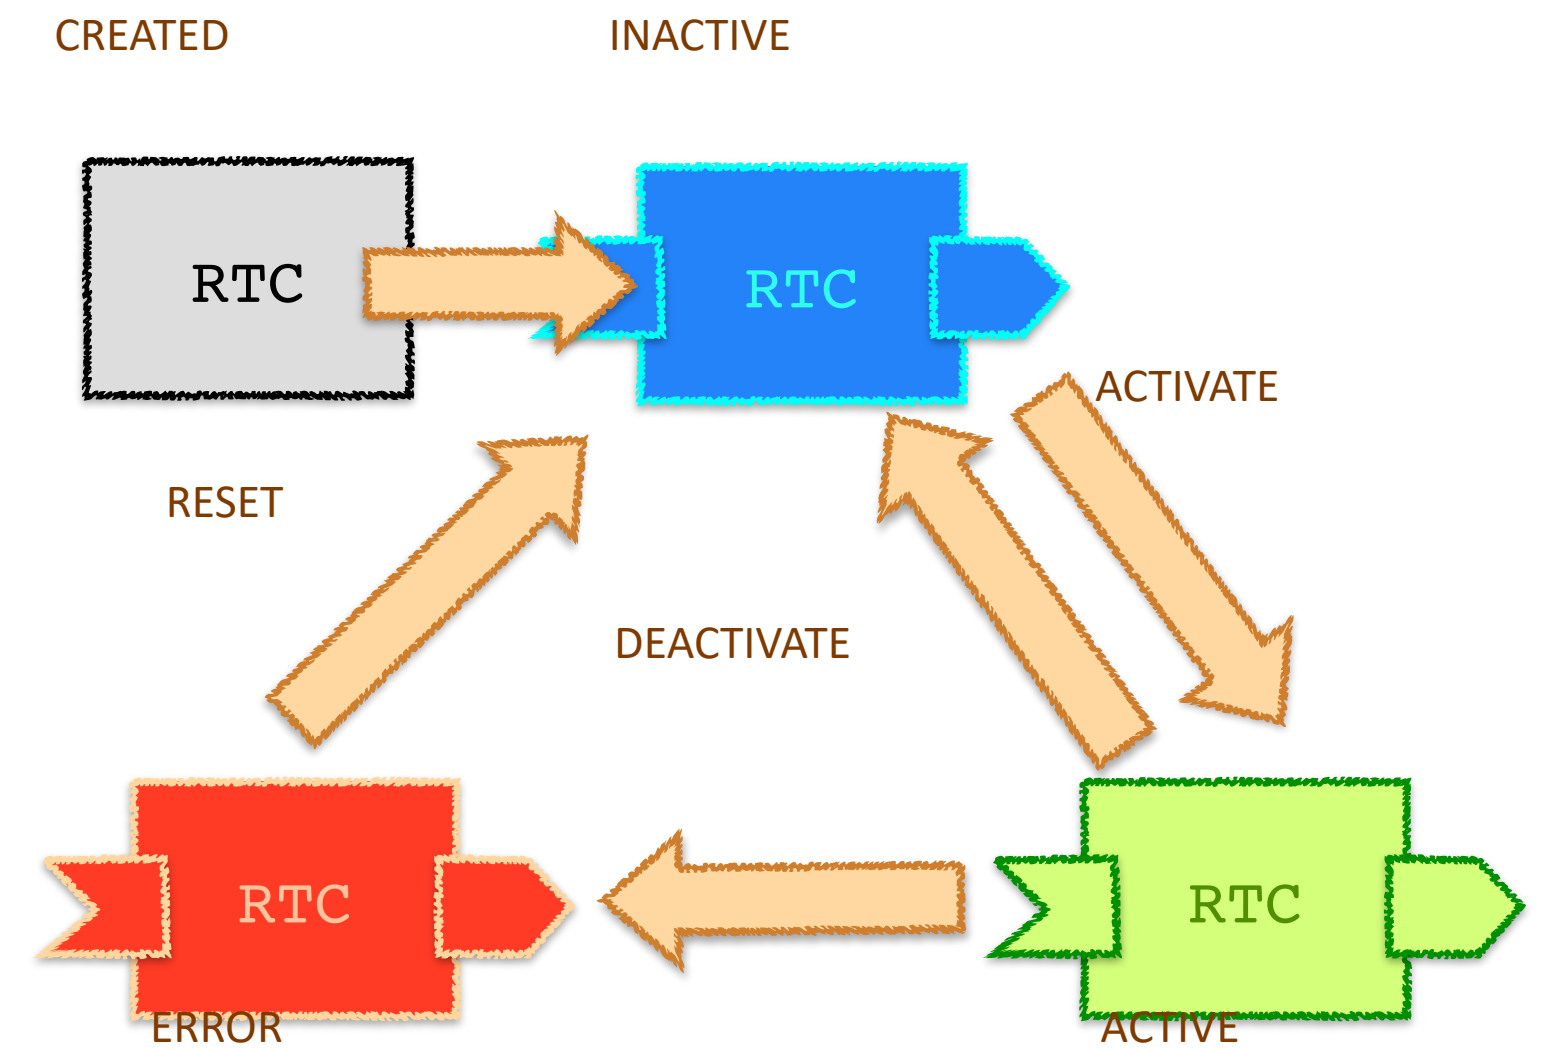 CREATED
INACTIVE
RTC
RTC
ACTIVATE
RESET
DEACTIVATE
RTC
RTC
ERROR
ACTIVE